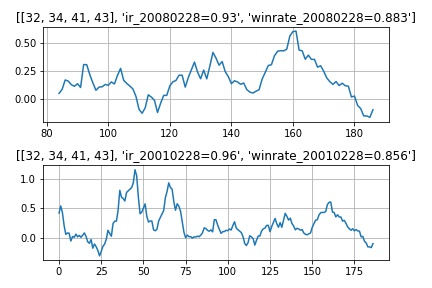 [[32, 34, 41, 43], 'ir_20080228=0.93', 'winrate_20080228=0.883']
0.50
0.25
0.00
80 100 120 140 160 180
[[32, 34, 41, 43], 'ir_20010228=0.96', 'winrate_20010228=0.856']
1.0
0.5
0.0
0 25 50 75 100 125 150 175